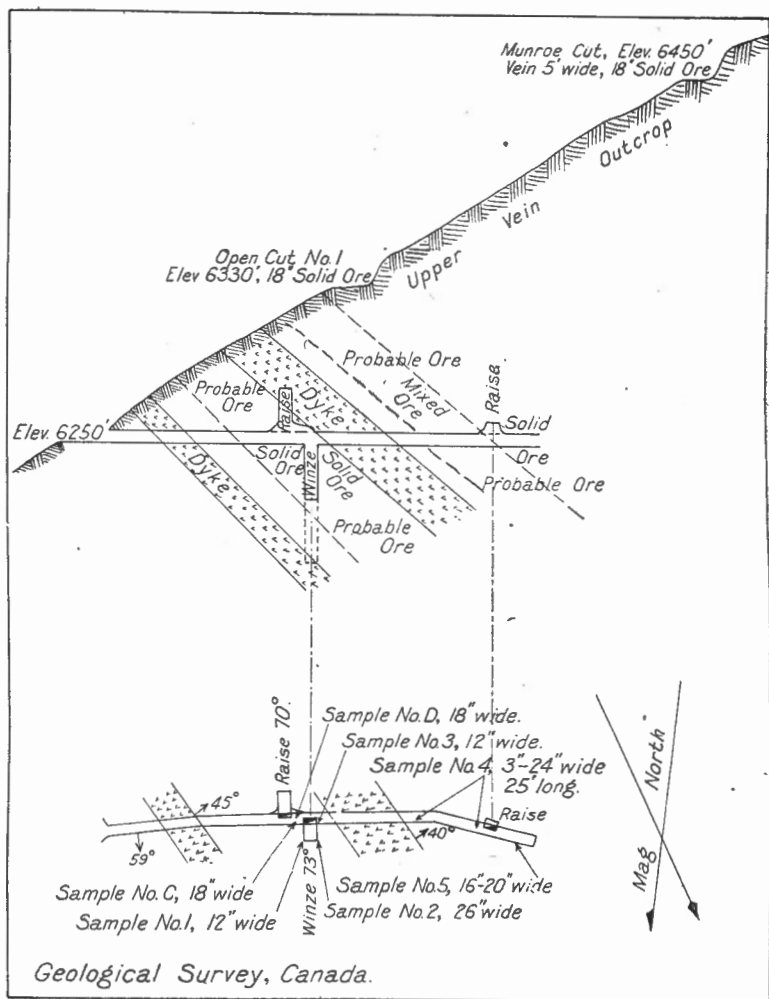 Munroe Cut, Elev. 6450'
Vein 5' wide, 18" Solid Ore
Upper Vein Outcrop
Open Cut No.1
Elev 6330', 18" Solid Ore
Probable Ore
Mixed Ore
Raise
Probable Ore
Dyke
Raise
Solid Ore
Elev. 6250'
Solid Ore
Winze
Solid Ore
Probable Ore
Dyke
Probable Ore
Raise 70°
Sample No.D, 18" wide.
Sample No.3, 12" wide.
Sample No.4, 3"-24" wide
25' long.
45°
Raise
40°
59°
Sample No.C, 18" wide
Sample No.1, 12" wide
Winze 73°
Sample No.5, 16"-20" wide
Sample No.2, 26" wide
North
Mag
Geological Survey, Canada.